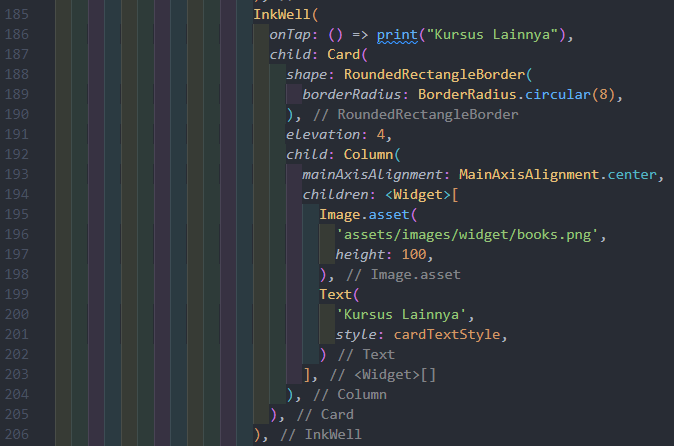 185 InkWell(
186 onTap: () => print("Kursus Lainnya"),
187 child: Card(
188 shape: RoundedRectangleBorder(
189 borderRadius: BorderRadius.circular(8),
190 ), // RoundedRectangleBorder
191 elevation: 4,
192 child: Column(
193 mainAxisAlignment: MainAxisAlignment.center,
194 children: <Widget>[
195 Image.asset(
196 'assets/images/widget/books.png',
197 height: 100,
198 ), // Image.asset
199 Text(
200 'Kursus Lainnya',
201 style: cardTextStyle,
202 ) // Text
203 ], // <Widget>[]
204 ), // Column
205 ), // Card
206 ), // InkWell